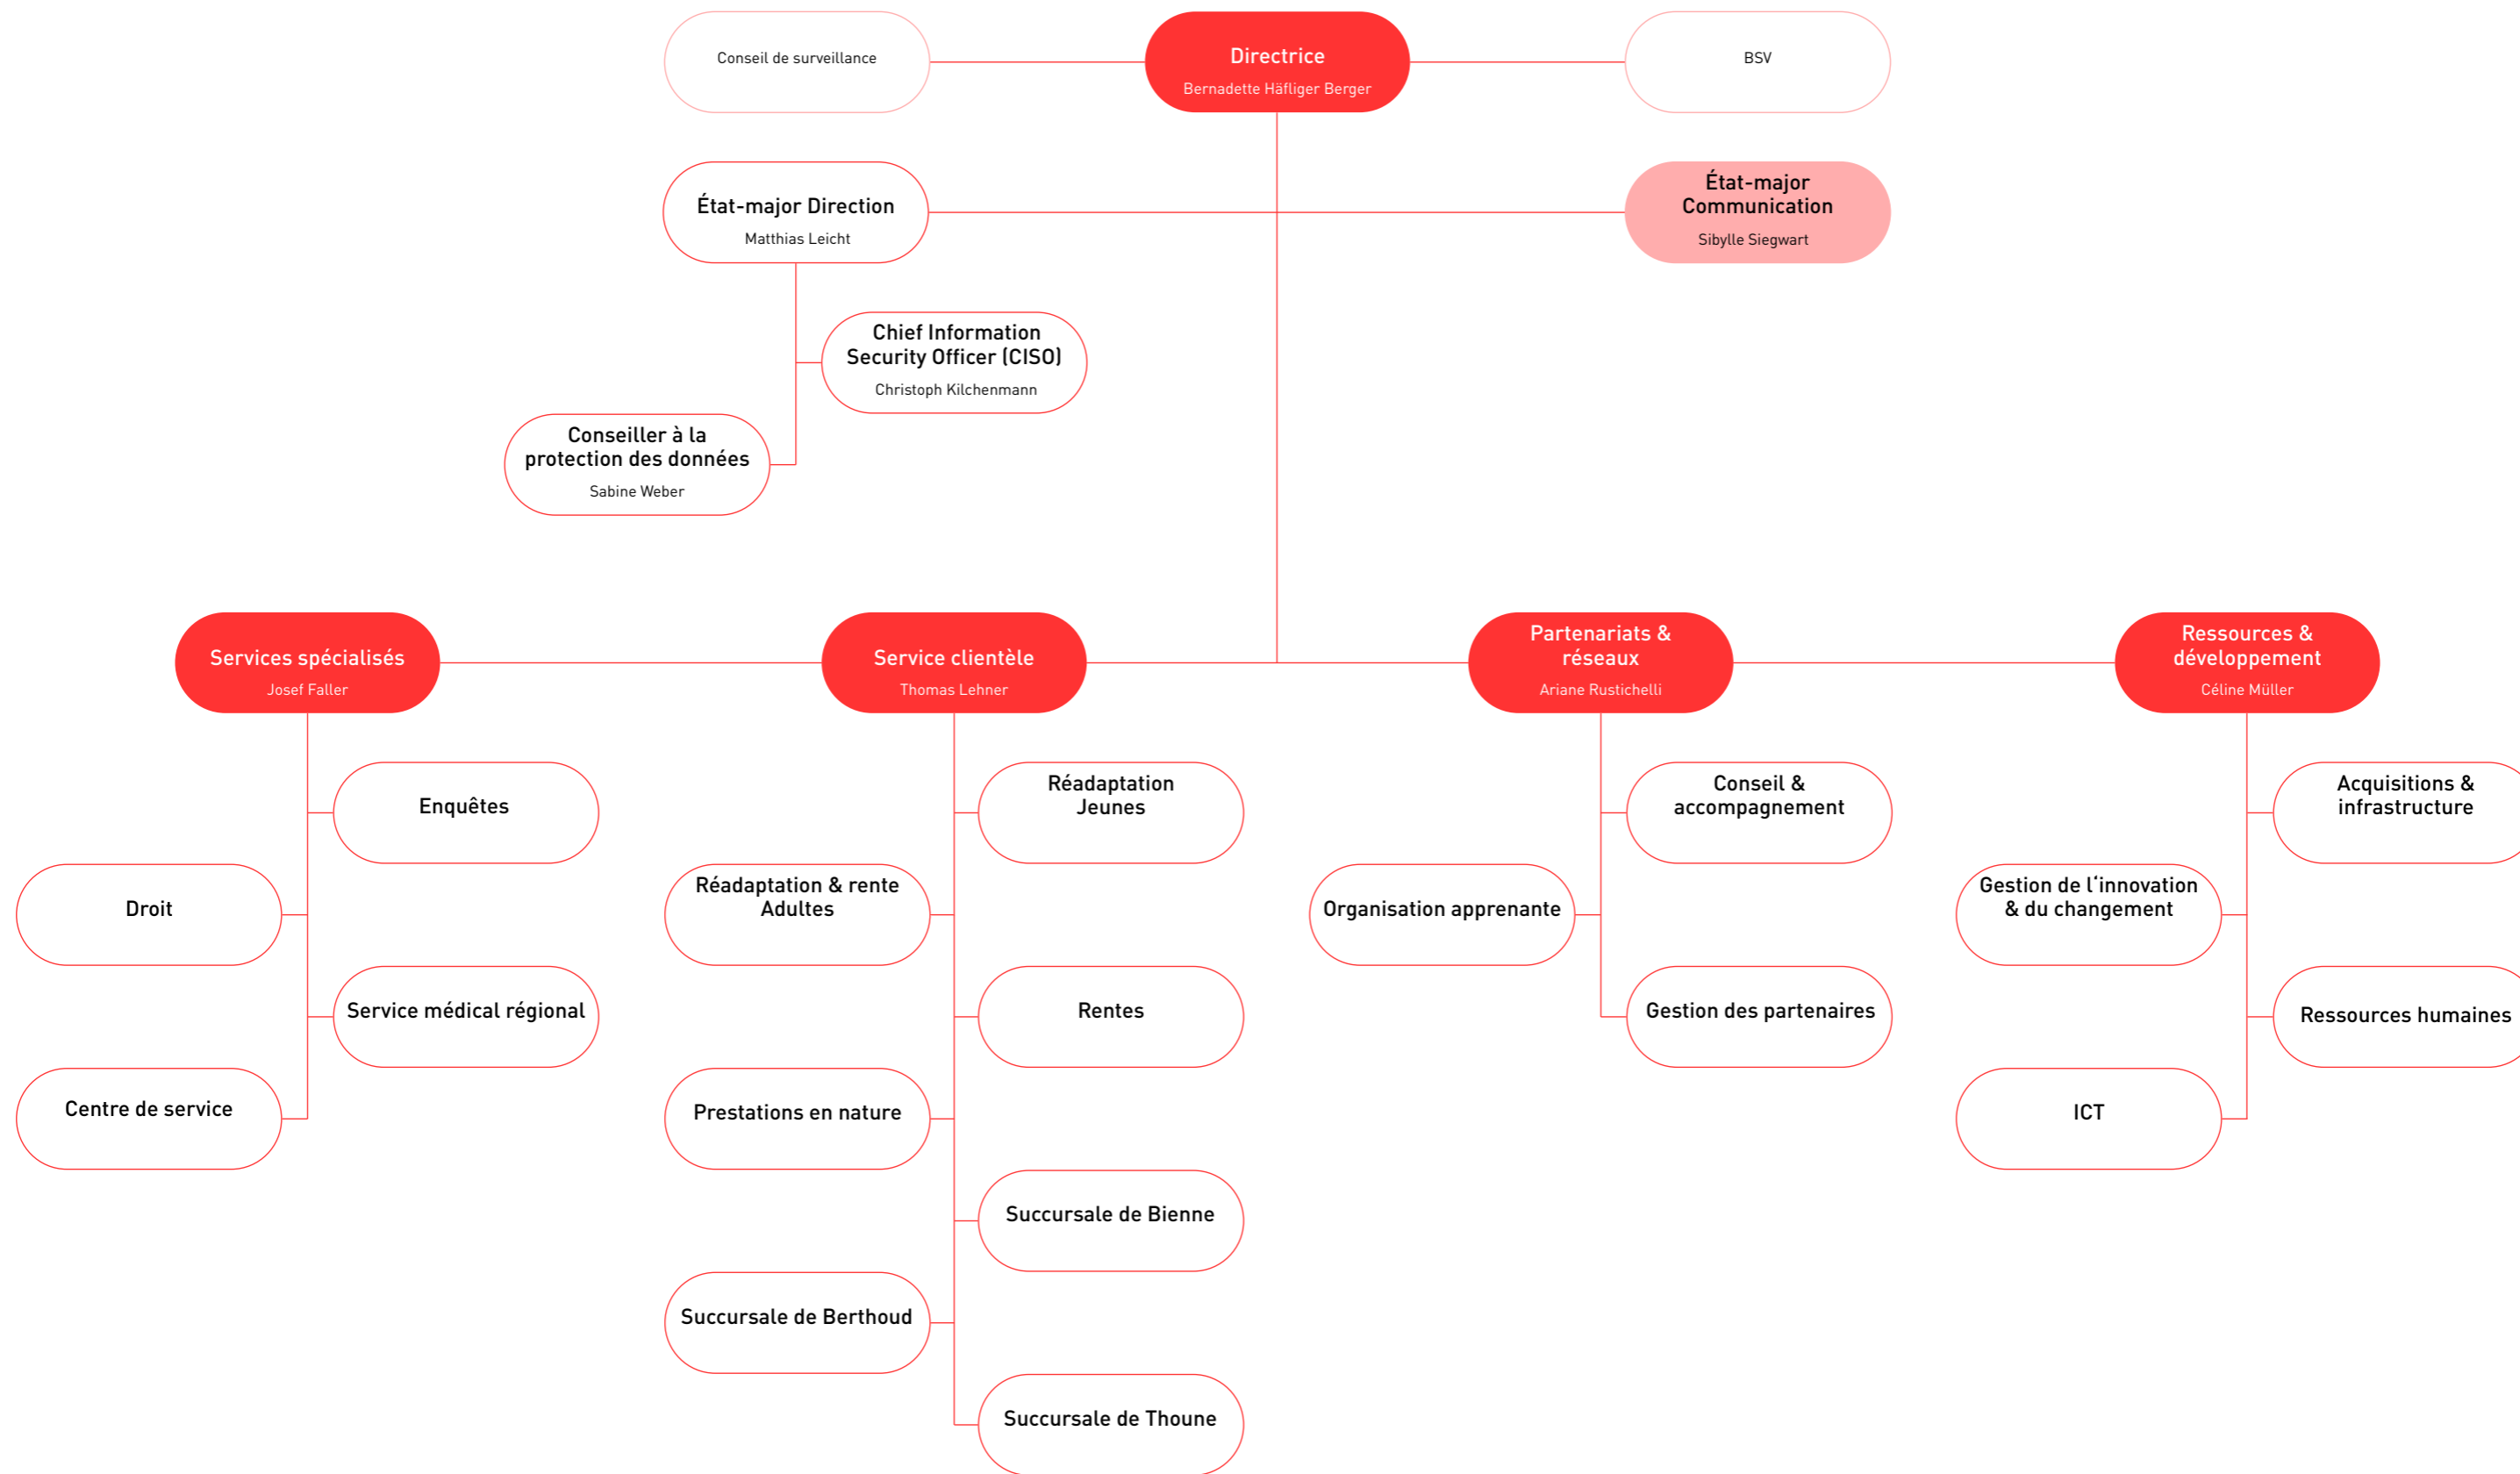 Conseil de surveillance
Directrice
Bernadette Häfliger Berger
BSV
État-major Direction
Matthias Leicht
État-major
Communication
Sibylle Siegwart
Chief Information
Security Officer (CISO)
Christoph Kilchenmann
Conseiller à la
protection des données
Sabine Weber
Services spécialisés
Josef Faller
Service clientèle
Thomas Lehner
Partenariats &
réseaux
Ariane Rustichelli
Ressources &
développement
Céline Müller
Enquêtes
Droit
Service médical régional
Centre de service
Réadaptation
Jeunes
Réadaptation & rente
Adultes
Rentes
Prestations en nature
Succursale de Bienne
Succursale de Berthoud
Succursale de Thoune
Conseil &
accompagnement
Organisation apprenante
Gestion des partenaires
Acquisitions &
infrastructure
Gestion de l‘innovation
& du changement
Ressources humaines
ICT